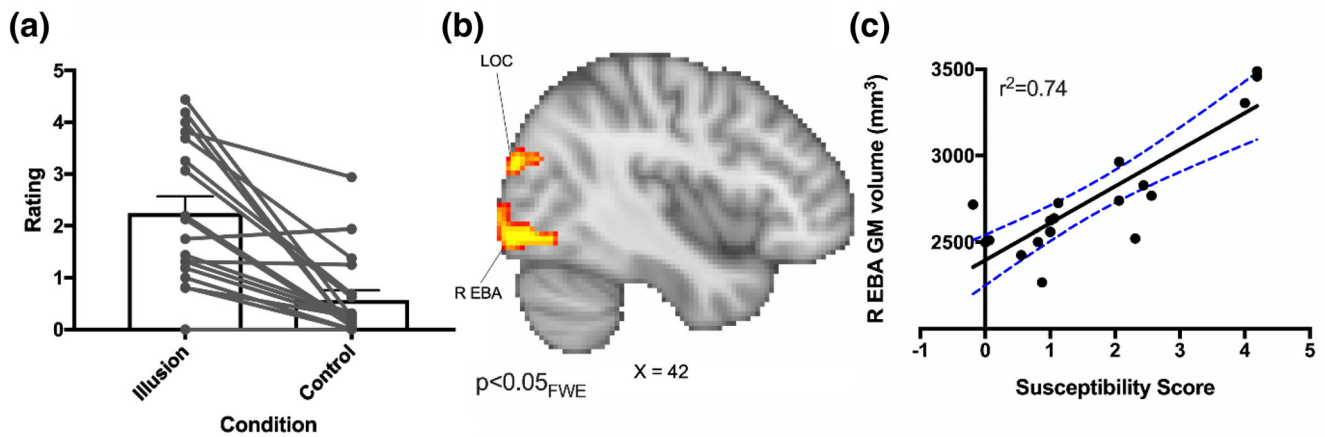 (a)
5
4
3
2
1
0
Rating
Illusion
Control
Condition
(b)
LOC
R EBA
p<0.05FWE
X = 42
(c)
r²=0.74
3500
3000
2500
R EBA GM volume (mm³)
-1 0 1 2 3 4 5
Susceptibility Score